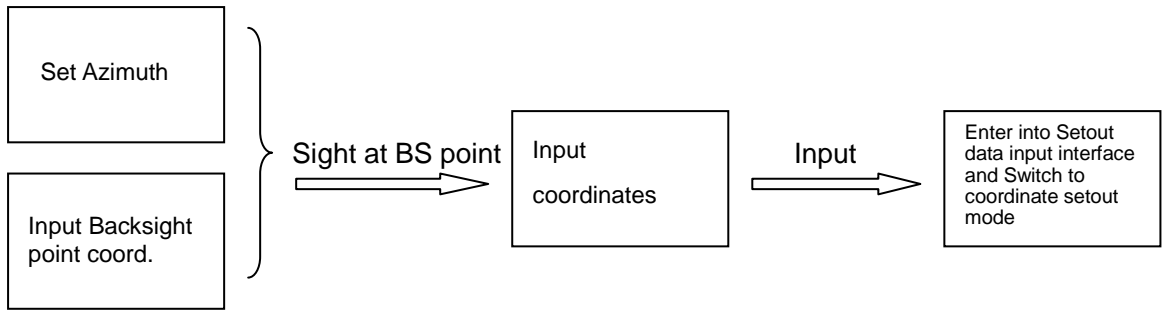 Set Azimuth
Input Backsight
point coord.
Sight at BS point
Input
coordinates
Input
Enter into Setout
data input interface
and Switch to
coordinate setout
mode